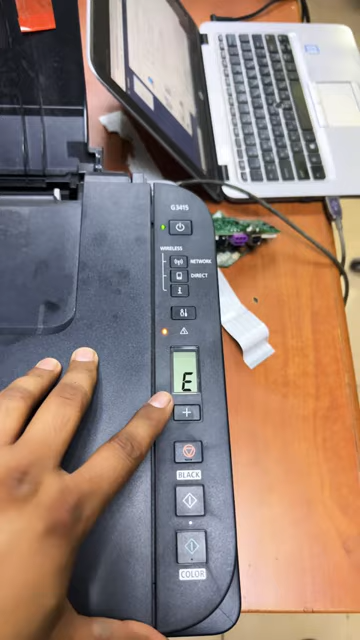 G3415
WIRELESS
NETWORK
DIRECT
E
BLACK
COLOR